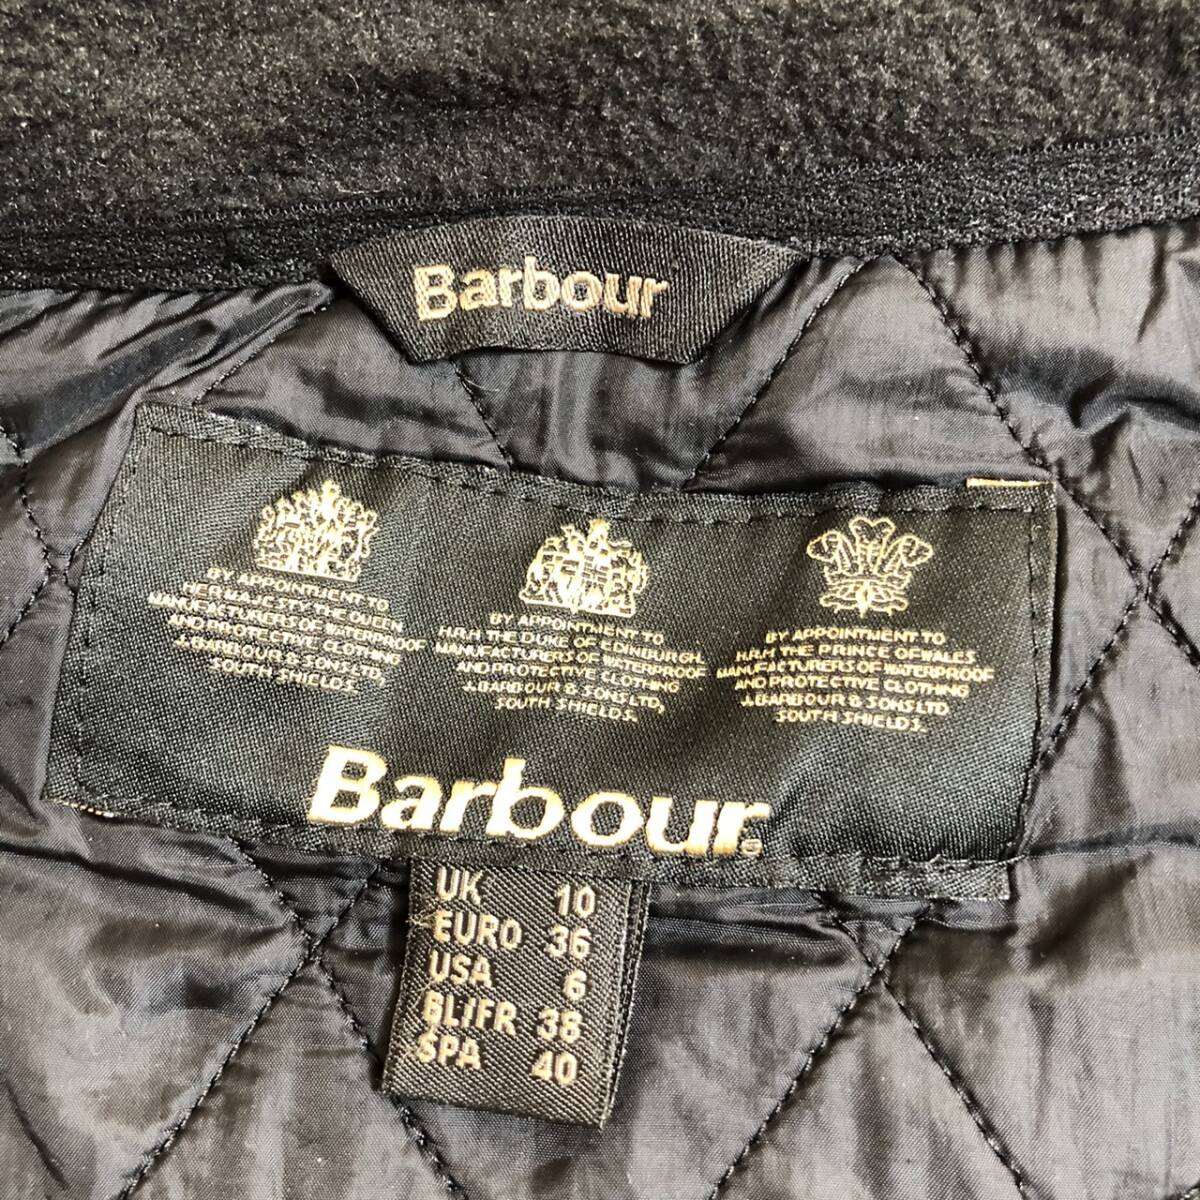 Barbour
BY APPOINTMENT TO
HER MAJESTY THE QUEEN
MANUFACTURERS OF WATERPROOF
AND PROTECTIVE CLOTHING
J.BARBOUR & SONS LTD.
SOUTH SHIELDS.
BY APPOINTMENT TO
H.R.H THE DUKE OF EDINBURGH.
MANUFACTURERS OF WATERPROOF
AND PROTECTIVE CLOTHING
J.BARBOUR & SONS LTD,
SOUTH SHIELDS.
BY APPOINTMENT TO
H.R.H. THE PRINCE OF WALES
MANUFACTURERS OF WATERPROOF
AND PROTECTIVE CLOTHING
J.BARBOUR & SONS LTD
SOUTH SHIELDS.
Barbour®
UK 10
EURO 36
USA 6
BL/FR 38
SPA 40